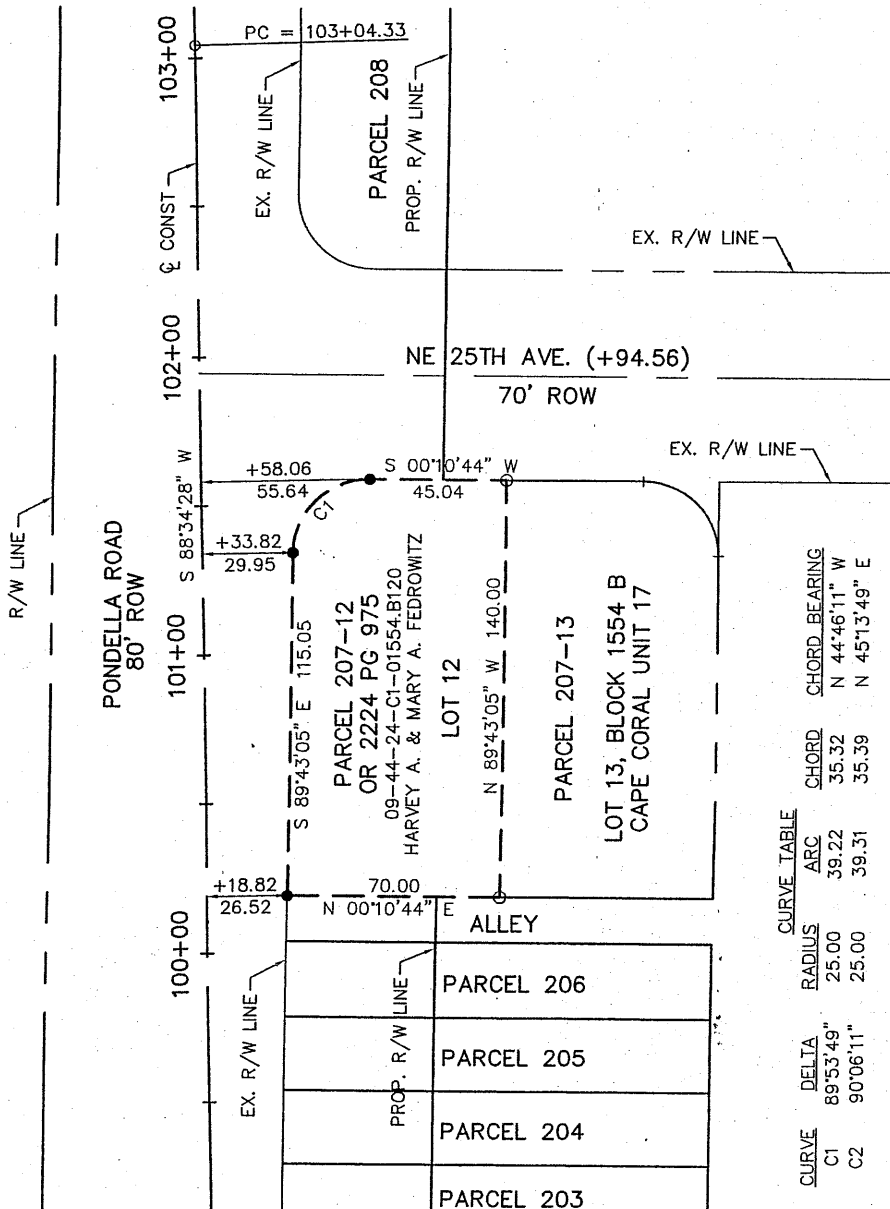 PC = 103+04.33
103+00
EX. R/W LINE
PARCEL 208
PROP. R/W LINE
℄ CONST
EX. R/W LINE
102+00
NE 25TH AVE. (+94.56)
70' ROW
EX. R/W LINE
R/W LINE
PONDELLA ROAD
80' ROW
S 88°34'28" W
+58.06
55.64
S 00°10'44" W
45.04
C1
+33.82
29.95
101+00
S 89°43'05" E 115.05
PARCEL 207-12
OR 2224 PG 975
09-44-24-C1-01554.B120
HARVEY A. & MARY A. FEDROWITZ
LOT 12
N 89°43'05" W 140.00
PARCEL 207-13
LOT 13, BLOCK 1554 B
CAPE CORAL UNIT 17
+18.82
26.52
70.00
N 00°10'44" E
ALLEY
100+00
EX. R/W LINE
PROP. R/W LINE
PARCEL 206
PARCEL 205
PARCEL 204
PARCEL 203
CURVE TABLE
CURVE DELTA RADIUS ARC CHORD CHORD BEARING
C1 89°53'49" 25.00 39.22 35.32 N 44°46'11" W
C2 90°06'11" 25.00 39.31 35.39 N 45°13'49" E